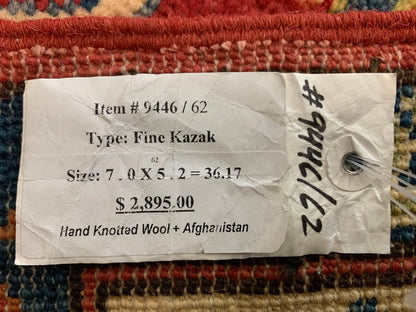 Item # 9446 / 62
Type: Fine Kazak
62
Size: 7 . 0 X 5 . 2 = 36.17
$ 2,895.00
Hand Knotted Wool + Afghanistan
#9446/62